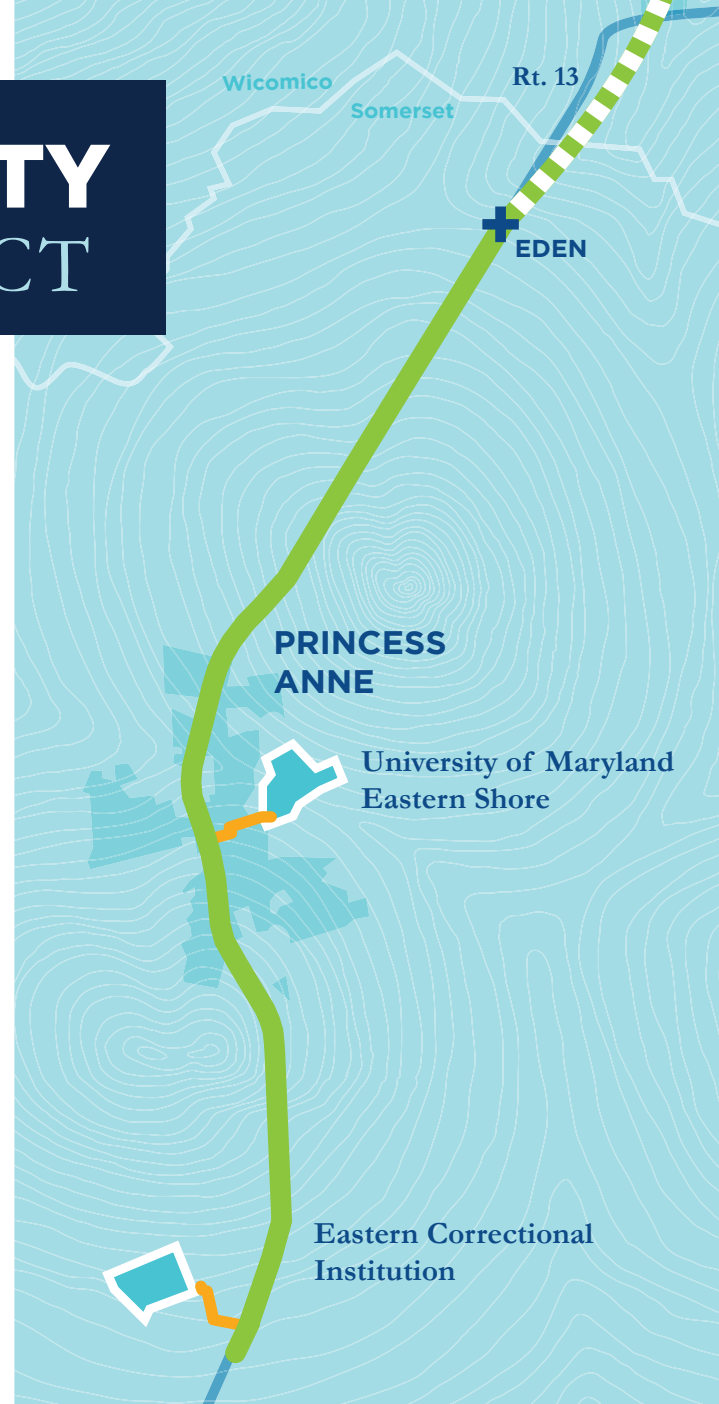 Rt. 13
Wicomico
Somerset
TY
CT
EDEN
PRINCESS
ANNE
University of Maryland
Eastern Shore
Eastern Correctional
Institution